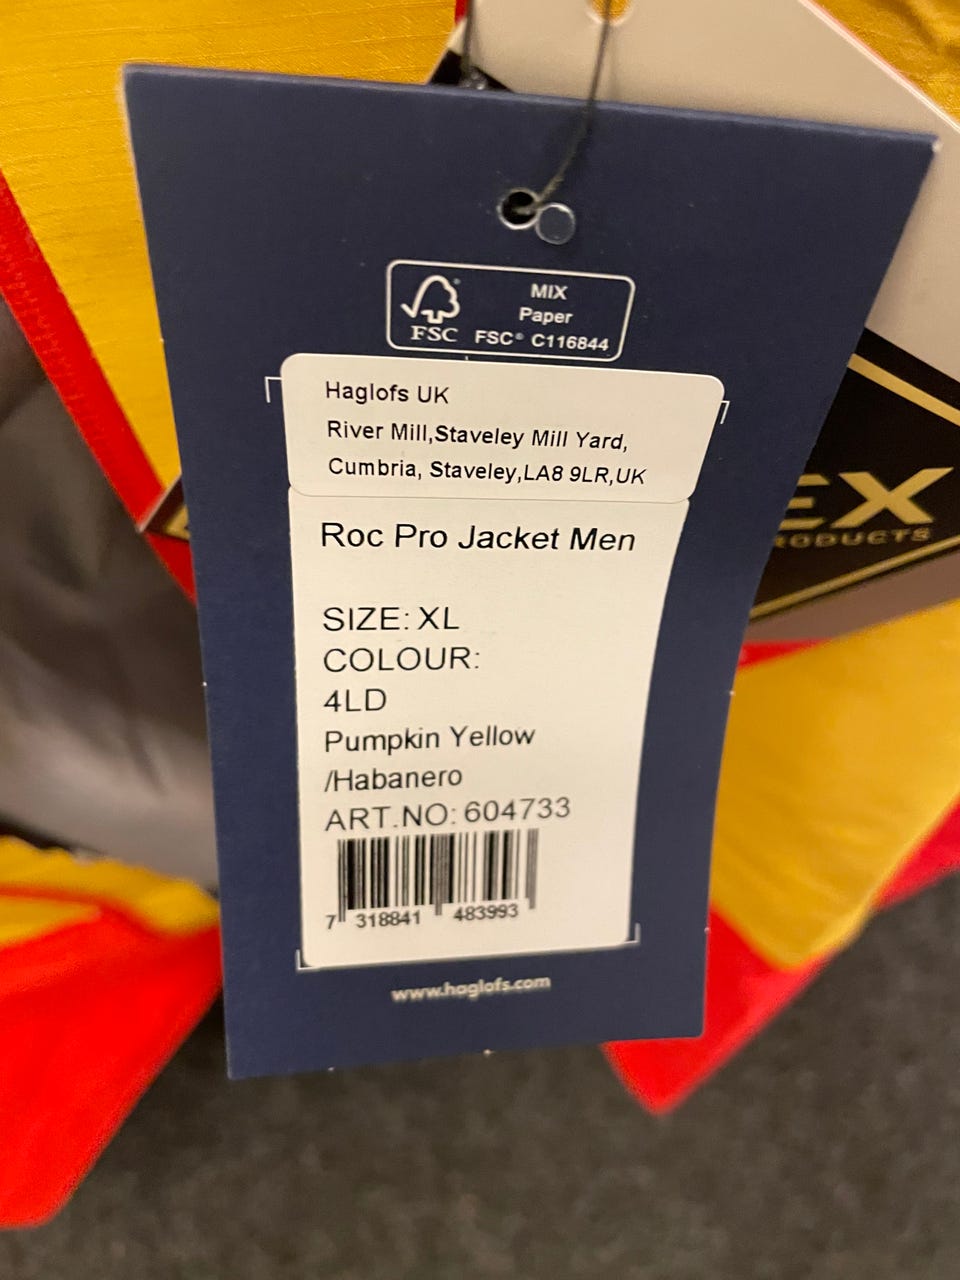 MIX
Paper
FSC
FSC® C116844
Haglofs UK
River Mill,Staveley Mill Yard,
Cumbria, Staveley,LA8 9LR,UK
Roc Pro Jacket Men
SIZE: XL
COLOUR:
4LD
Pumpkin Yellow
/Habanero
ART.NO: 604733
7 318841 483993
www.haglofs.com
EX
RODUCTS